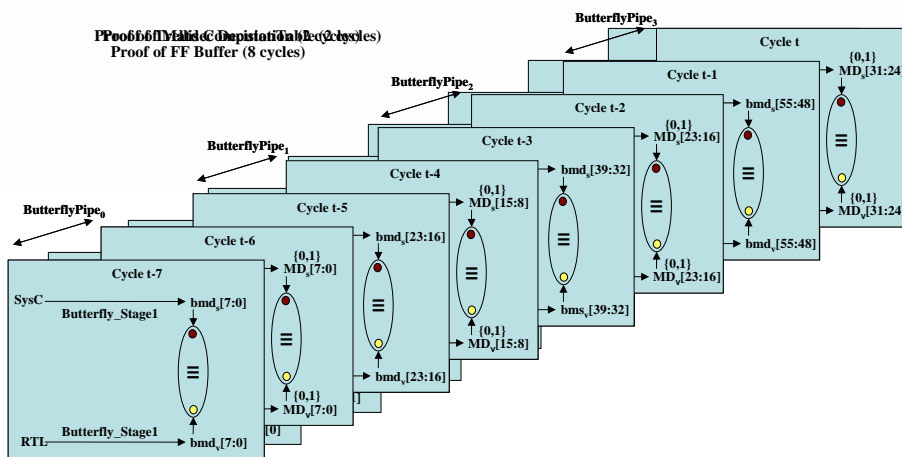 Proof of FF Buffer (8 cycles)
ButterflyPipe3
Cycle t
{0,1}
MDs[31:24]
{0,1}
MDv[31:24]
Cycle t-1
bmds[55:48]
bmdv[55:48]
ButterflyPipe2
Cycle t-2
{0,1}
MDs[23:16]
{0,1}
MDv[23:16]
Cycle t-3
bmds[39:32]
bmsv[39:32]
ButterflyPipe1
Cycle t-4
{0,1}
MDs[15:8]
{0,1}
MDv[15:8]
Cycle t-5
bmds[23:16]
bmdv[23:16]
ButterflyPipe0
Cycle t-6
{0,1}
MDs[7:0]
{0,1}
MDv[7:0]
Cycle t-7
SysC
Butterfly_Stage1
bmds[7:0]
Butterfly_Stage1
RTL
bmdv[7:0]
[0]